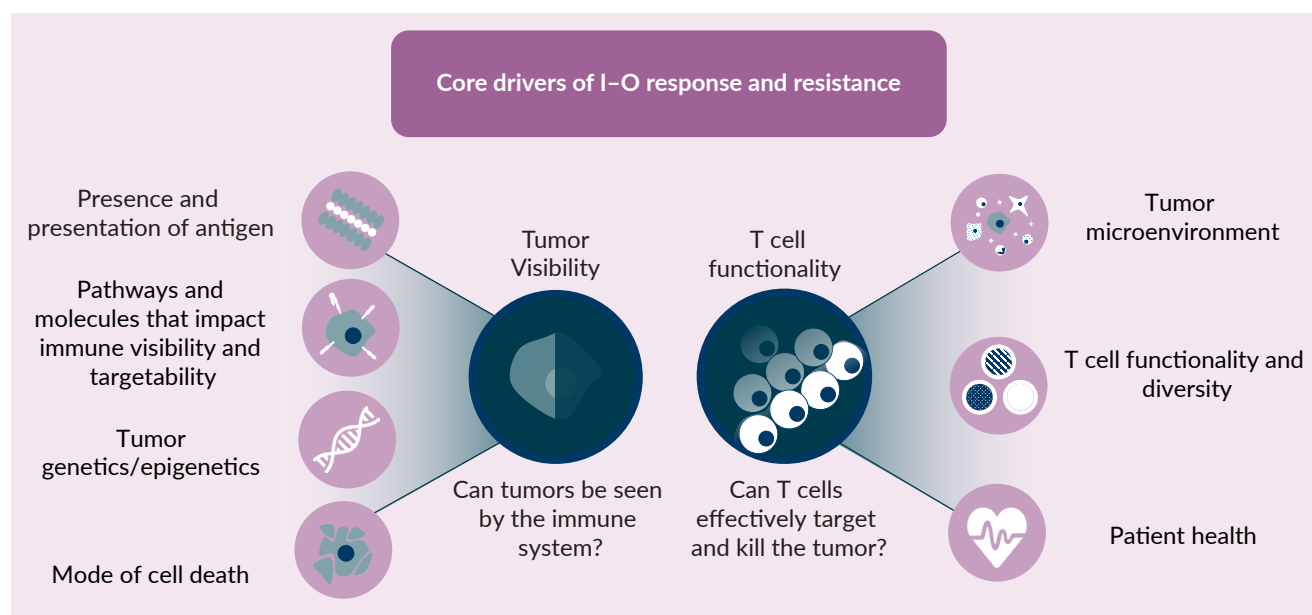 Core drivers of I–O response and resistance
Presence and
presentation of antigen
Pathways and
molecules that impact
immune visibility and
targetability
Tumor
genetics/epigenetics
Mode of cell death
Tumor
Visibility
Can tumors be seen
by the immune
system?
T cell
functionality
Can T cells
effectively target
and kill the tumor?
Tumor
microenvironment
T cell functionality and
diversity
Patient health